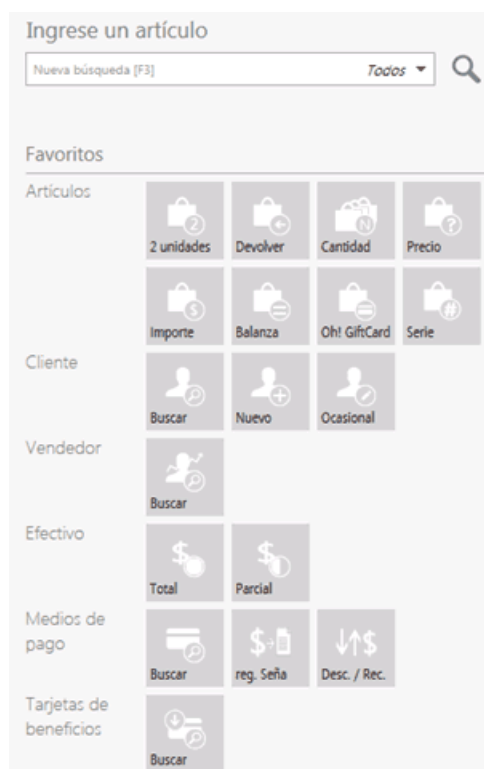 Ingrese un artículo
Nueva búsqueda [F3] Todos
Favoritos
Artículos
2 unidades Devolver Cantidad Precio
Importe Balanza Oh! GiftCard Serie
Cliente
Buscar Nuevo Ocasional
Vendedor
Buscar
Efectivo
Total Parcial
Medios de
pago
Buscar reg. Seña Desc. / Rec.
Tarjetas de
beneficios
Buscar